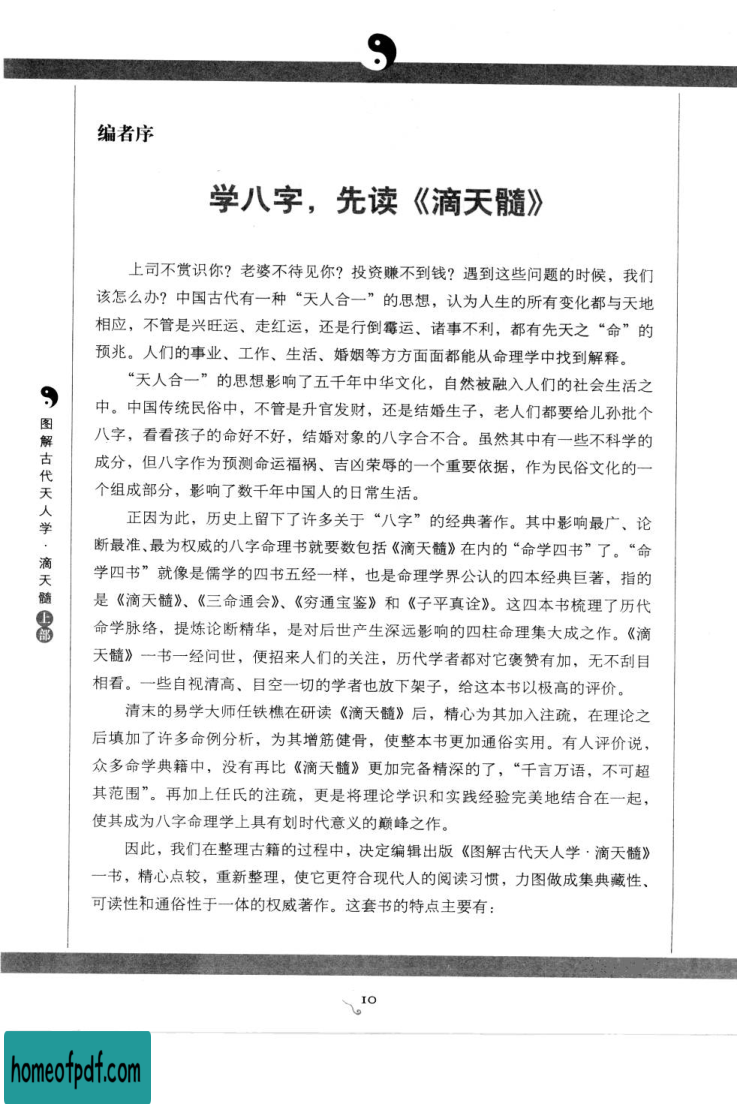 编者序
学八字，先读《滴天髓》
上司不赏识你？老婆不待见你？投资赚不到钱？遇到这些问题的时候，我们
该怎么办？中国古代有一种“天人合一”的思想，认为人生的所有变化都与天地
相应，不管是兴旺运、走红运，还是行倒霉运、诸事不利，都有先天之“命”的
预兆。人们的事业、工作、生活、婚姻等方方面面都能从命理学中找到解释。
“天人合一”的思想影响了五千年中华文化，自然被融入人们的社会生活之
中。中国传统民俗中，不管是升官发财，还是结婚生子，老人们都要给儿孙批个
八字，看看孩子的命好不好，结婚对象的八字合不合。虽然其中有一些不科学的
成分，但八字作为预测命运福祸、吉凶荣辱的一个重要依据，作为民俗文化的一
个组成部分，影响了数千年中国人的日常生活。
正因为此，历史上留下了许多关于“八字”的经典著作。其中影响最广、论
断最准、最为权威的八字命理书就要数包括《滴天髓》在内的“命学四书”了。“命
学四书”就像是儒学的四书五经一样，也是命理学界公认的四本经典巨著，指的
是《滴天髓》、《三命通会》、《穷通宝鉴》和《子平真诠》。这四本书梳理了历代
命学脉络，提炼论断精华，是对后世产生深远影响的四柱命理集大成之作。《滴
天髓》一书一经问世，便招来人们的关注，历代学者都对它褒赞有加，无不刮目
相看。一些自视清高、目空一切的学者也放下架子，给这本书以极高的评价。
清末的易学大师任铁樵在研读《滴天髓》后，精心为其加入注疏，在理论之
后填加了许多命例分析，为其增筋健骨，使整本书更加通俗实用。有人评价说，
众多命学典籍中，没有再比《滴天髓》更加完备精深的了，“千言万语，不可超
其范围”。再加上任氏的注疏，更是将理论学识和实践经验完美地结合在一起，
使其成为八字命理学上具有划时代意义的巅峰之作。
因此，我们在整理古籍的过程中，决定编辑出版《图解古代天人学·滴天髓》
一书，精心点较，重新整理，使它更符合现代人的阅读习惯，力图做成集典藏性、
可读性和通俗性于一体的权威著作。这套书的特点主要有：
图解古代天人学·滴天髓 上部
10
homeofpdf.com